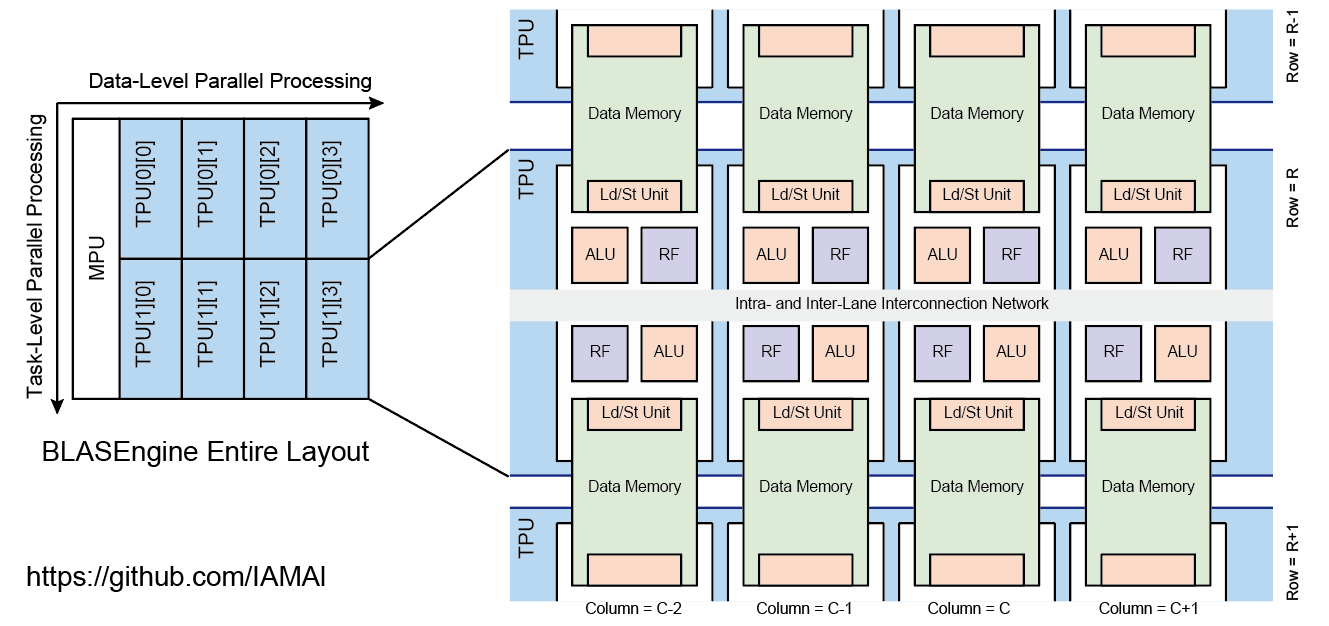 Data-Level Parallel Processing
Task-Level Parallel Processing
MPU
TPU[0][0]
TPU[0][1]
TPU[0][2]
TPU[0][3]
TPU[1][0]
TPU[1][1]
TPU[1][2]
TPU[1][3]
BLASEngine Entire Layout
https://github.com/IAMAI
TPU
Data Memory Data Memory Data Memory Data Memory
Row = R-1
TPU
Ld/St Unit Ld/St Unit Ld/St Unit Ld/St Unit
Row = R
ALU RF ALU RF ALU RF ALU RF
Intra- and Inter-Lane Interconnection Network
RF ALU RF ALU RF ALU RF ALU
Ld/St Unit Ld/St Unit Ld/St Unit Ld/St Unit
Data Memory Data Memory Data Memory Data Memory
TPU
Row = R+1
Column = C-2 Column = C-1 Column = C Column = C+1